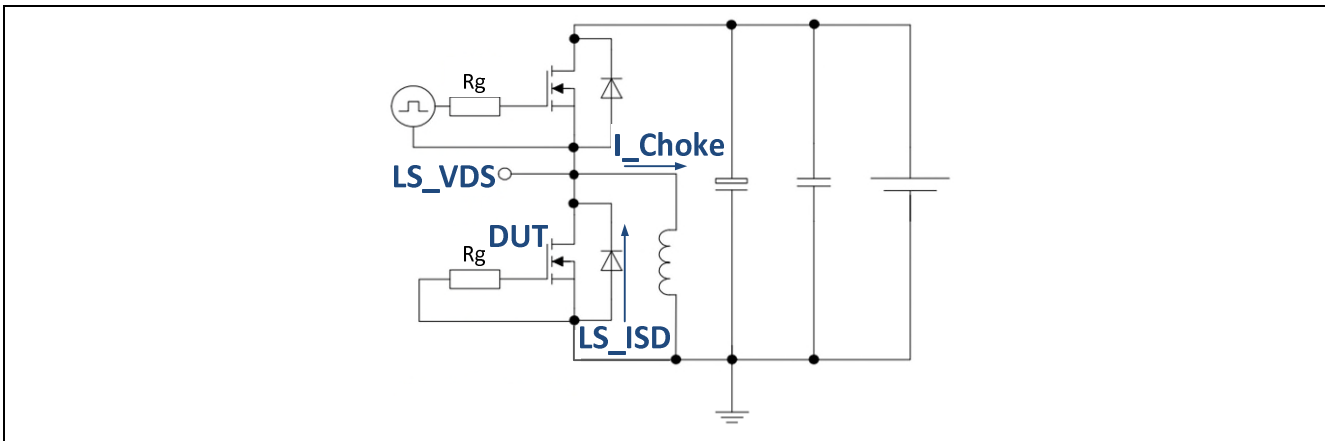 Rg
I_Choke
LS_VDS
DUT
Rg
LS_ISD